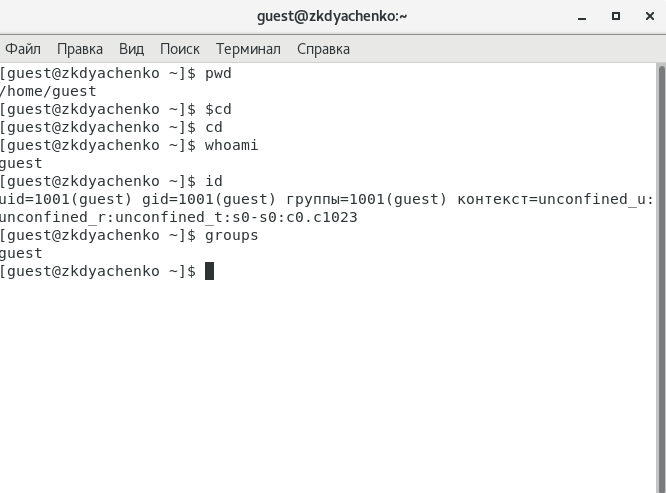 guest@zkdyachenko:~
Файл Правка Вид Поиск Терминал Справка
[guest@zkdyachenko ~]$ pwd
/home/guest
[guest@zkdyachenko ~]$ $cd
[guest@zkdyachenko ~]$ cd
[guest@zkdyachenko ~]$ whoami
guest
[guest@zkdyachenko ~]$ id
uid=1001(guest) gid=1001(guest) группы=1001(guest) контекст=unconfined_u:
unconfined_r:unconfined_t:s0-s0:c0.c1023
[guest@zkdyachenko ~]$ groups
guest
[guest@zkdyachenko ~]$